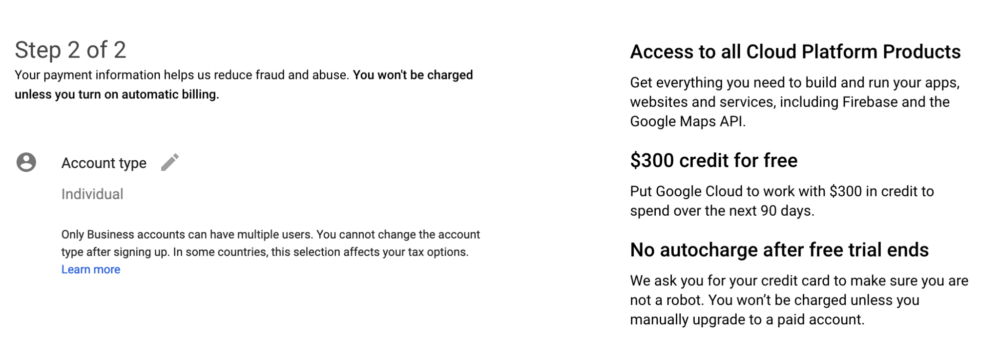 Step 2 of 2
Your payment information helps us reduce fraud and abuse. You won't be charged
unless you turn on automatic billing.
Account type
Individual
Only Business accounts can have multiple users. You cannot change the account
type after signing up. In some countries, this selection affects your tax options.
Learn more
Access to all Cloud Platform Products
Get everything you need to build and run your apps,
websites and services, including Firebase and the
Google Maps API.
$300 credit for free
Put Google Cloud to work with $300 in credit to
spend over the next 90 days.
No autocharge after free trial ends
We ask you for your credit card to make sure you are
not a robot. You won’t be charged unless you
manually upgrade to a paid account.